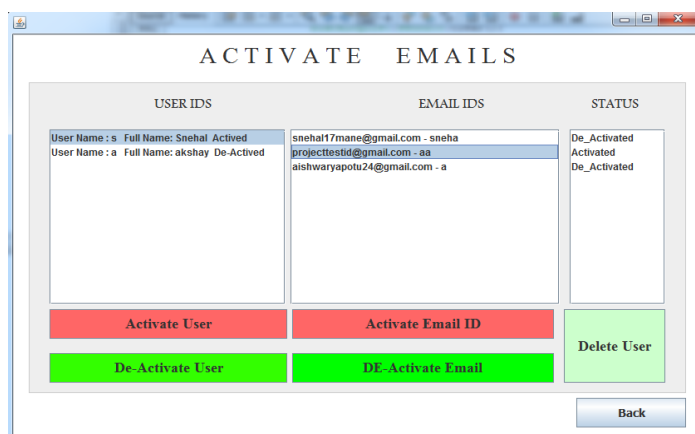 ACTIVATE EMAILS
USER IDS EMAIL IDS STATUS
User Name : s Full Name: Snehal Actived
User Name : a Full Name: akshay De-Actived
snehal17mane@gmail.com - sneha
projecttestid@gmail.com - aa
aishwaryapotu24@gmail.com - a
De_Activated
Activated
De_Activated
Activate User Activate Email ID
Delete User
De-Activate User DE-Activate Email
Back